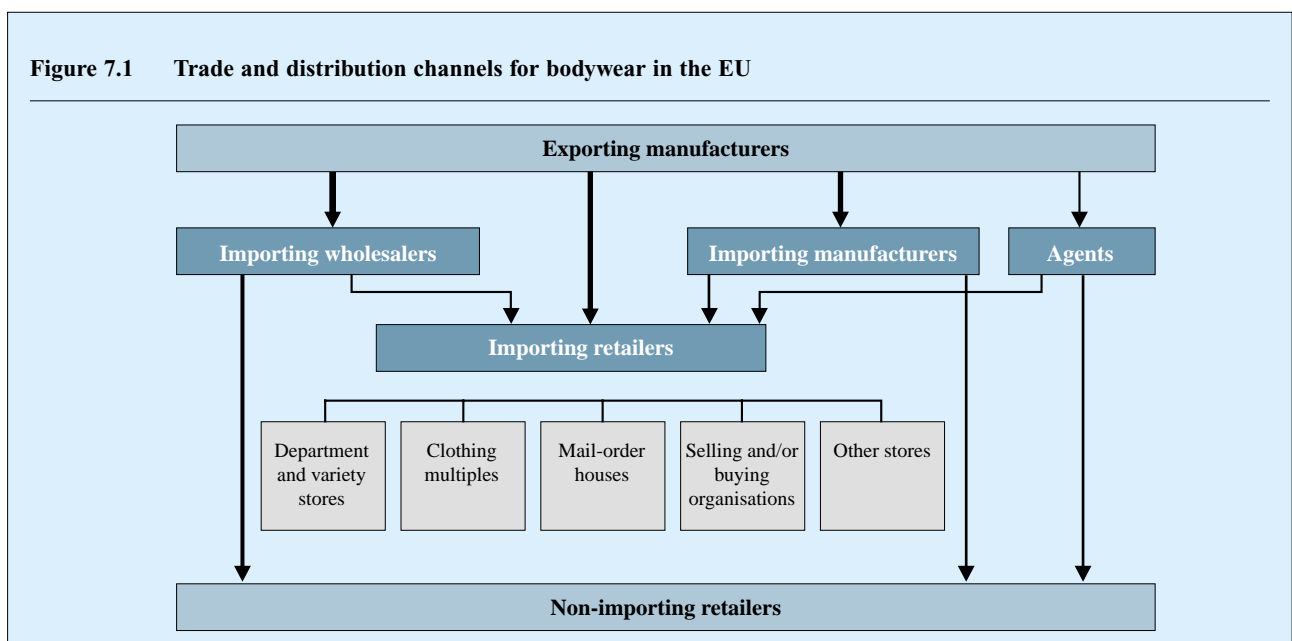 Figure 7.1 Trade and distribution channels for bodywear in the EU
Exporting manufacturers
Importing wholesalers
Importing manufacturers
Agents
Importing retailers
Department
and variety
stores
Clothing
multiples
Mail-order
houses
Selling and/or
buying
organisations
Other stores
Non-importing retailers